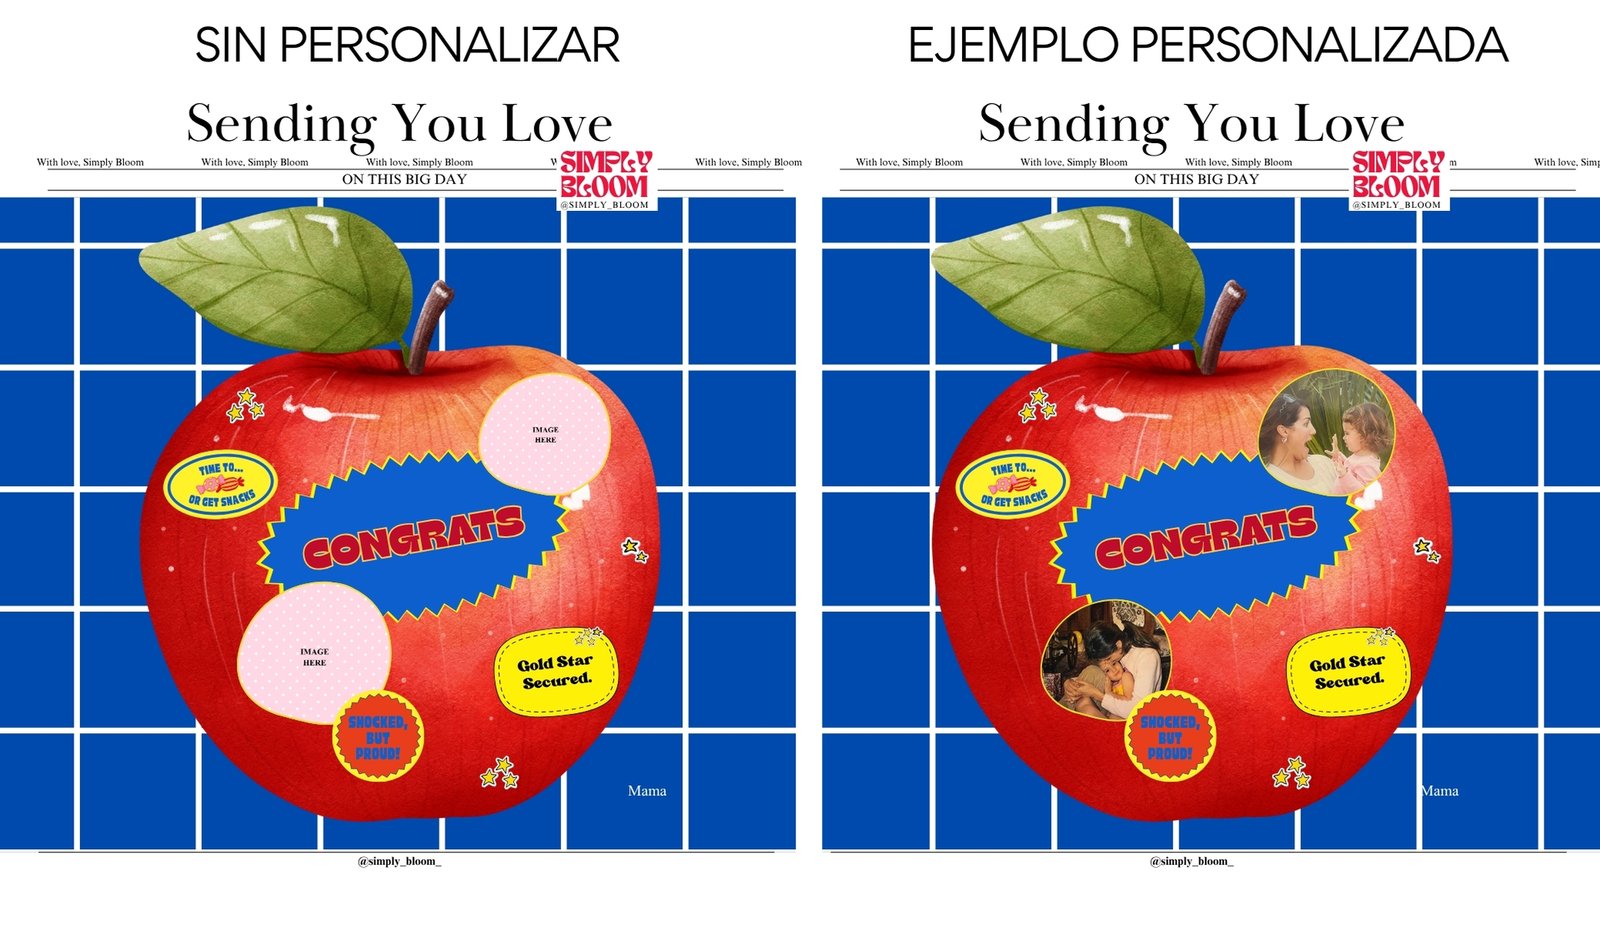 SIN PERSONALIZAR
Sending You Love
With love, Simply Bloom With love, Simply Bloom With love, Simply Bloom W With love, Simply Bloom
ON THIS BIG DAY
SIMPLY
BLOOM
@SIMPLY_BLOOM
IMAGE
HERE
TIME TO...
OR GET SNACKS
CONGRATS
IMAGE
HERE
Gold Star
Secured.
SHOCKED,
BUT
PROUD!
Mama
@simply_bloom_
EJEMPLO PERSONALIZADA
Sending You Love
With love, Simply Bloom With love, Simply Bloom With love, Simply Bloom m With love, Simp
ON THIS BIG DAY
SIMPLY
BLOOM
@SIMPLY_BLOOM
TIME TO...
OR GET SNACKS
CONGRATS
Gold Star
Secured.
SHOCKED,
BUT
PROUD!
Mama
@simply_bloom_